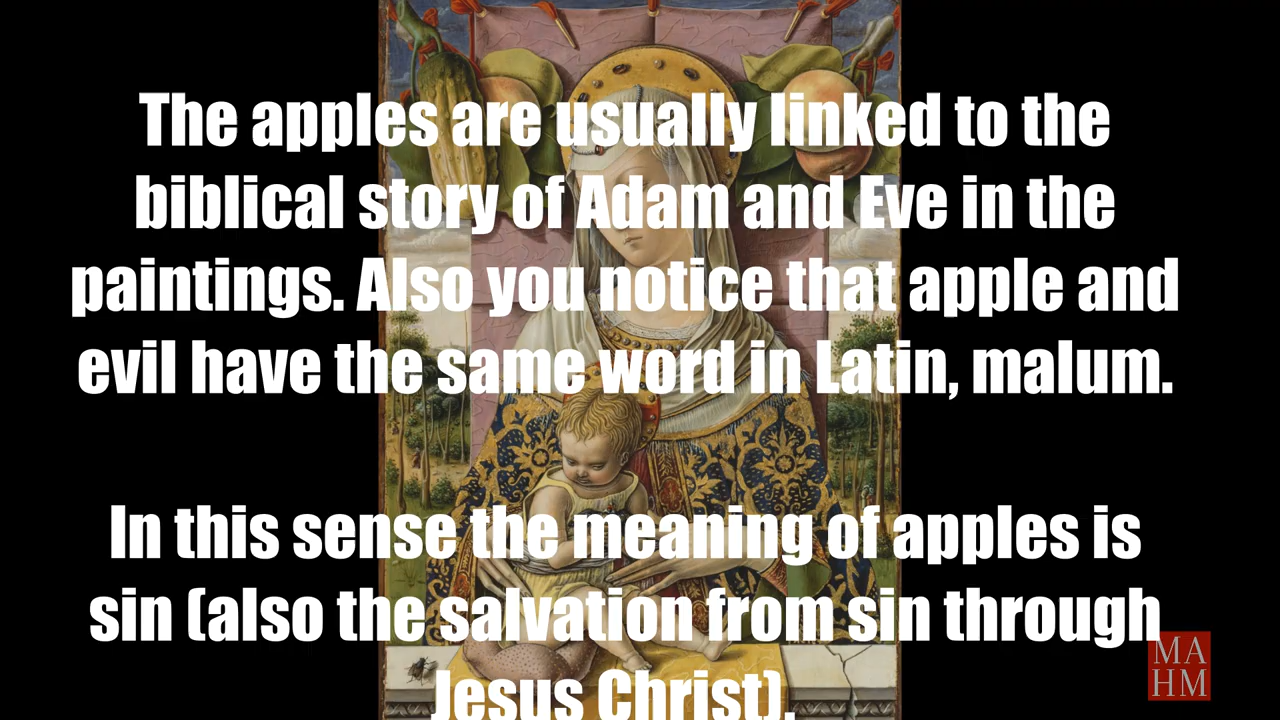 The apples are usually linked to the
biblical story of Adam and Eve in the
paintings. Also you notice that apple and
evil have the same word in Latin, malum.
In this sense the meaning of apples is
sin (also the salvation from sin through
Jesus Christ).
MA
HM